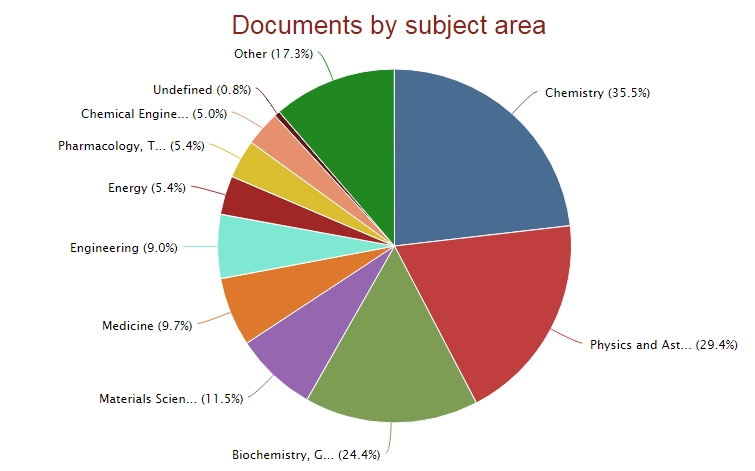 Documents by subject area
Other (17.3%)
Undefined (0.8%)
Chemistry (35.5%)
Chemical Engine... (5.0%)
Pharmacology, T... (5.4%)
Energy (5.4%)
Engineering (9.0%)
Medicine (9.7%)
Physics and Ast... (29.4%)
Materials Scien... (11.5%)
Biochemistry, G... (24.4%)